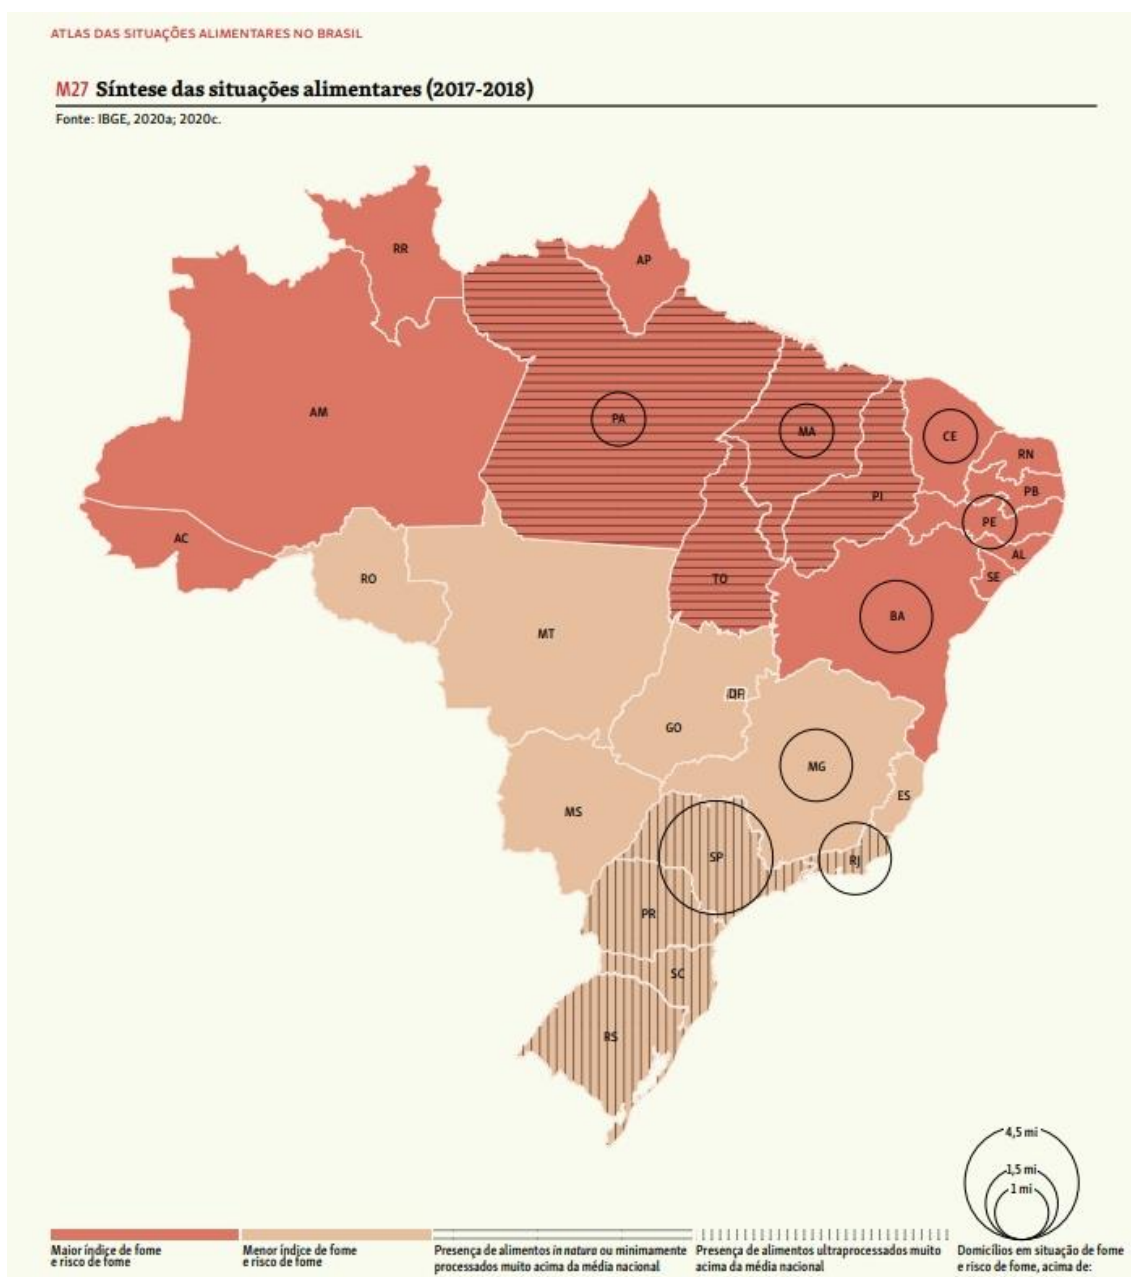 ATLAS DAS SITUAÇÕES ALIMENTARES NO BRASIL
M27 Síntese das situações alimentares (2017-2018)
Fonte: IBGE, 2020a; 2020c.
RR
AP
AM
PA
MA
CE
RN
PI
PB
PE
AC
AL
RO
TO
SE
BA
MT
DF
GO
MG
ES
MS
SP
RJ
PR
SC
RS
4,5 mi
1,5 mi
1 mi
Maior índice de fome
e risco de fome
Menor índice de fome
e risco de fome
Presença de alimentos in natura ou minimamente
processados muito acima da média nacional
Presença de alimentos ultraprocessados muito
acima da média nacional
Domicílios em situação de fome
e risco de fome, acima de: